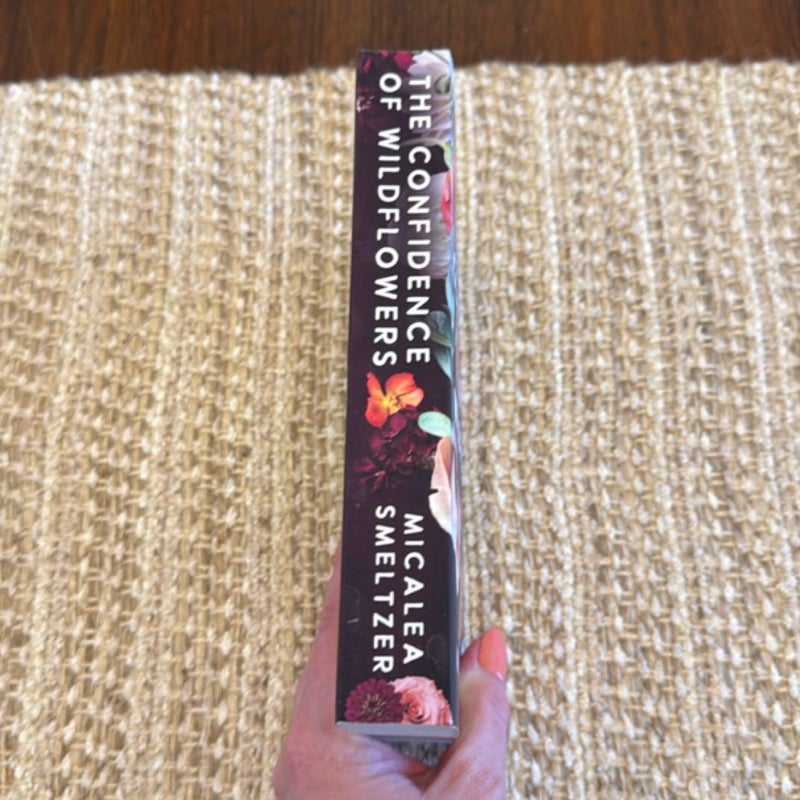 THE CONFIDENCE
OF WILDFLOWERS
MICALEA
SMELTZER